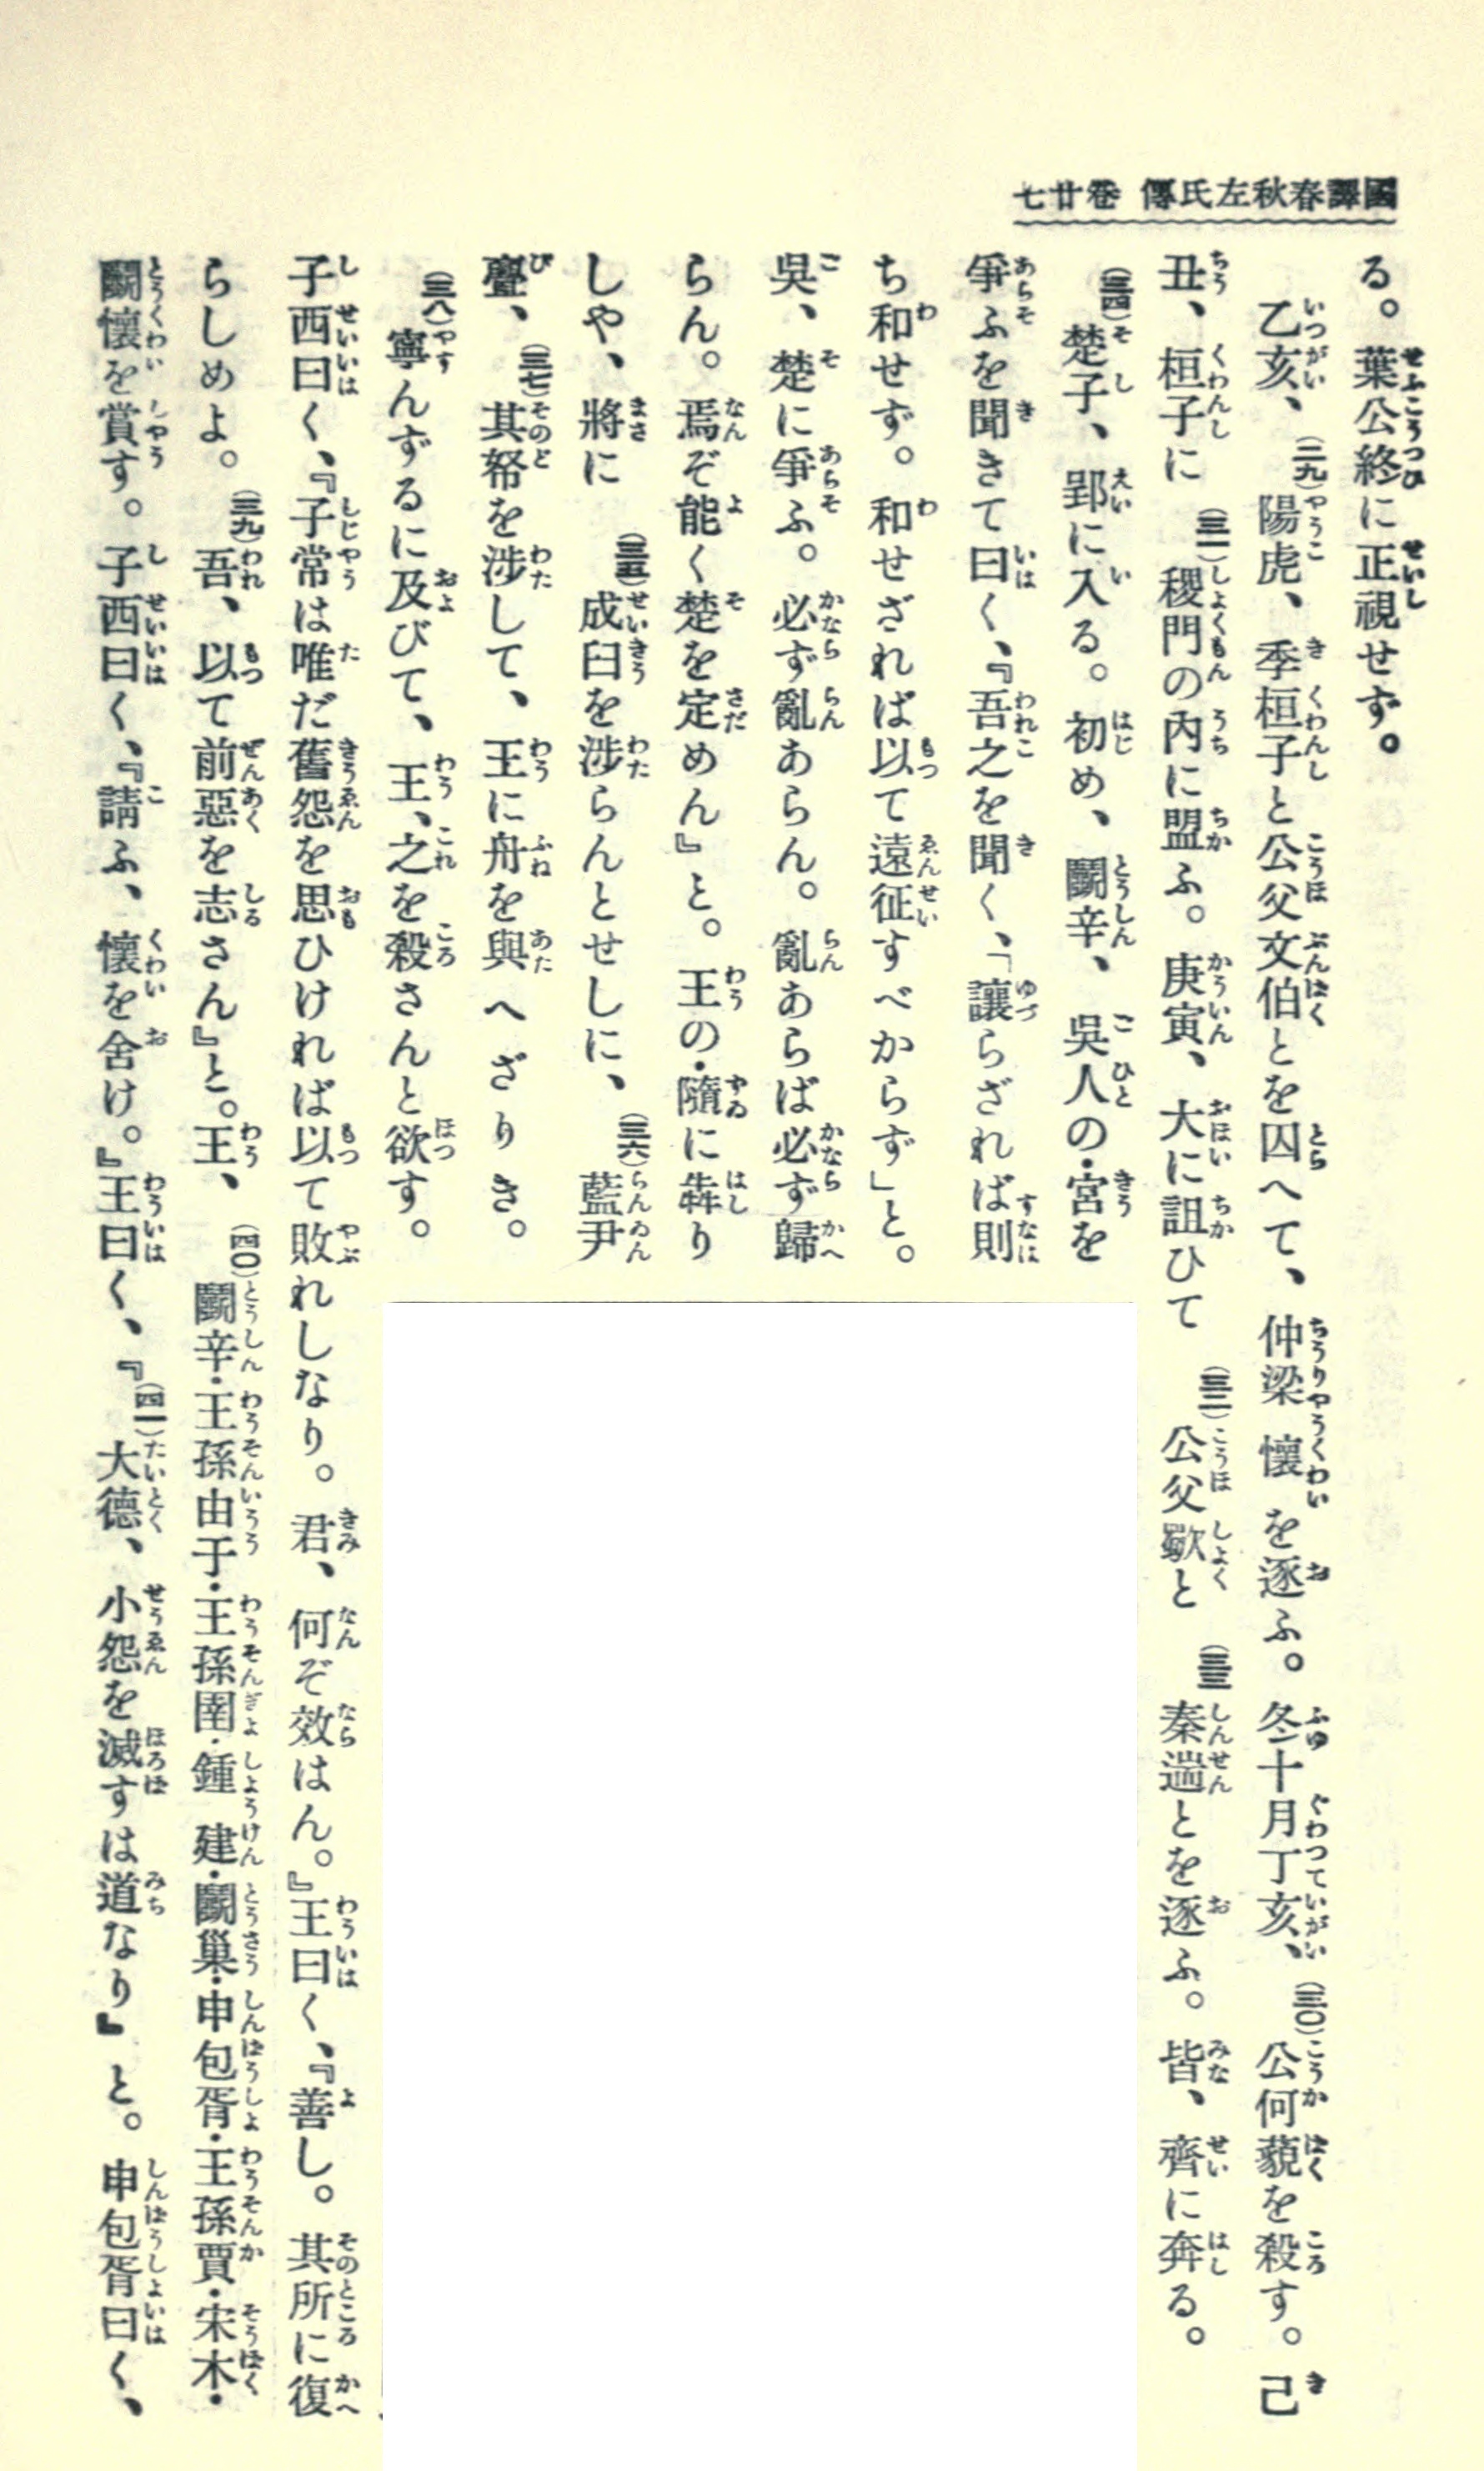 國譯春秋左氏傳 卷廿七
る。葉公終に正視せず。
乙亥、(二九)陽虎、季桓子と公父文伯とを囚へて、仲梁懷を逐ふ。冬十月丁亥、(三〇)公何藐を殺す。己
丑、桓子に(三一)稷門の內に盟ふ。庚寅、大に詛ひて(三二)公父歜と(三三)秦遄とを逐ふ。皆、齊に奔る。
(三四)楚子、郢に入る。初め、鬭辛、吳人の・宮を
爭ふを聞きて曰く、『吾之を聞く、「讓らざれば則
ち和せず。和せざれば以て遠征すべからず」と。
吳、楚に爭ふ。必ず亂あらん。亂あらば必ず歸
らん。焉ぞ能く楚を定めん』と。王の・隨に犇り
しや、將に(三五)成臼を涉らんとせしに、(三六)藍尹
亹、(三七)其帑を涉して、王に舟を與へざりき。
(三八)寧んずるに及びて、王、之を殺さんと欲す。
子西曰く、『子常は唯だ舊怨を思ひければ以て敗れしなり。君、何ぞ效はん。』王曰く、『善し。其所に復
らしめよ。(三九)吾、以て前惡を志さん』と。王、(四〇)鬭辛・王孫由于・王孫圉・鍾建・鬭巢・申包胥・王孫賈・宋木・
鬭懷を賞す。子西曰く、『請ふ、懷を舍け。』王曰く、『(四一)大德、小怨を滅すは道なり』と。申包胥曰く、